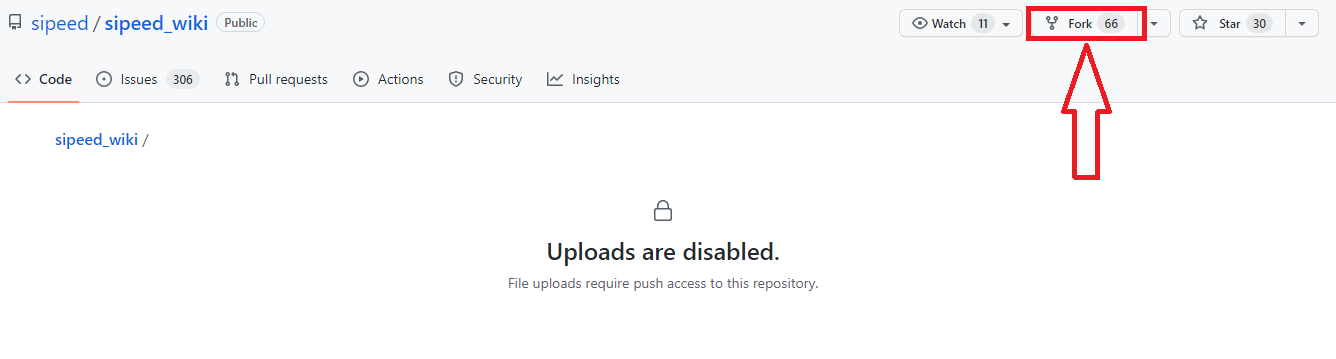 sipeed / sipeed_wiki Public Watch 11 Fork 66 Star 30
Code Issues 306 Pull requests Actions Security Insights
sipeed_wiki /
Uploads are disabled.
File uploads require push access to this repository.